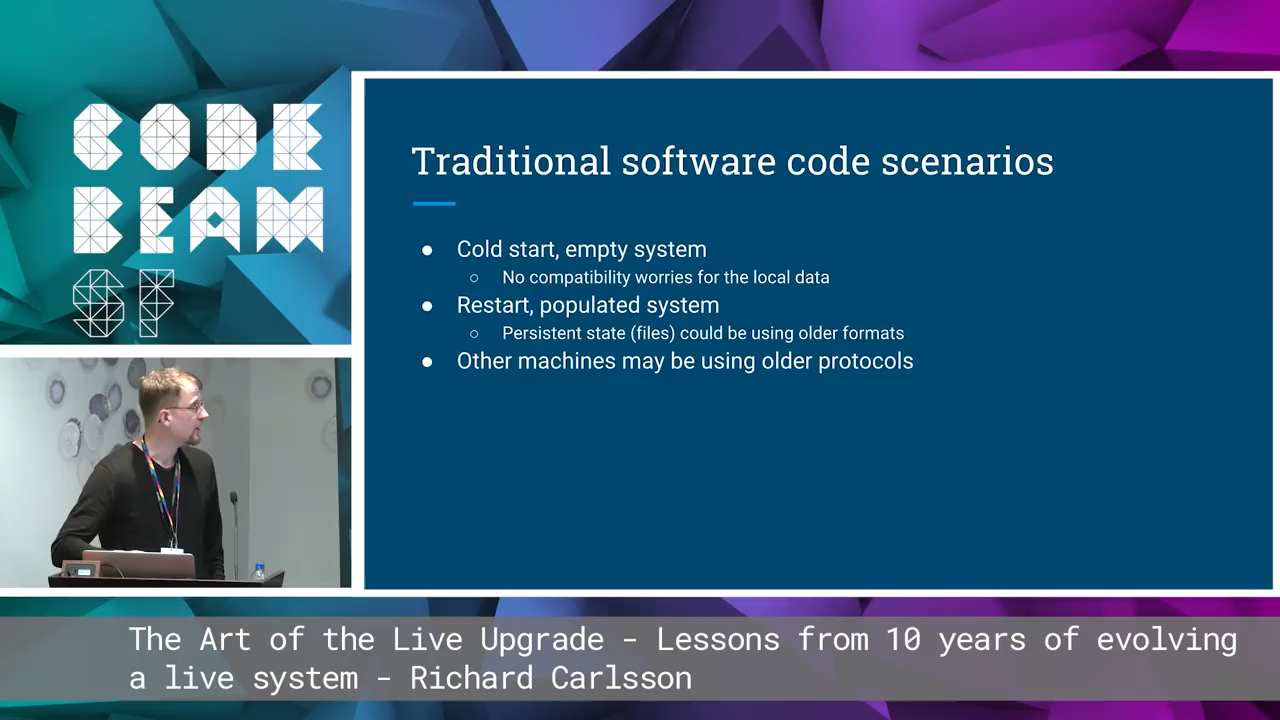 CODE
BEAM
SF
Traditional software code scenarios
● Cold start, empty system
○ No compatibility worries for the local data
● Restart, populated system
○ Persistent state (files) could be using older formats
● Other machines may be using older protocols
The Art of the Live Upgrade - Lessons from 10 years of evolving
a live system - Richard Carlsson